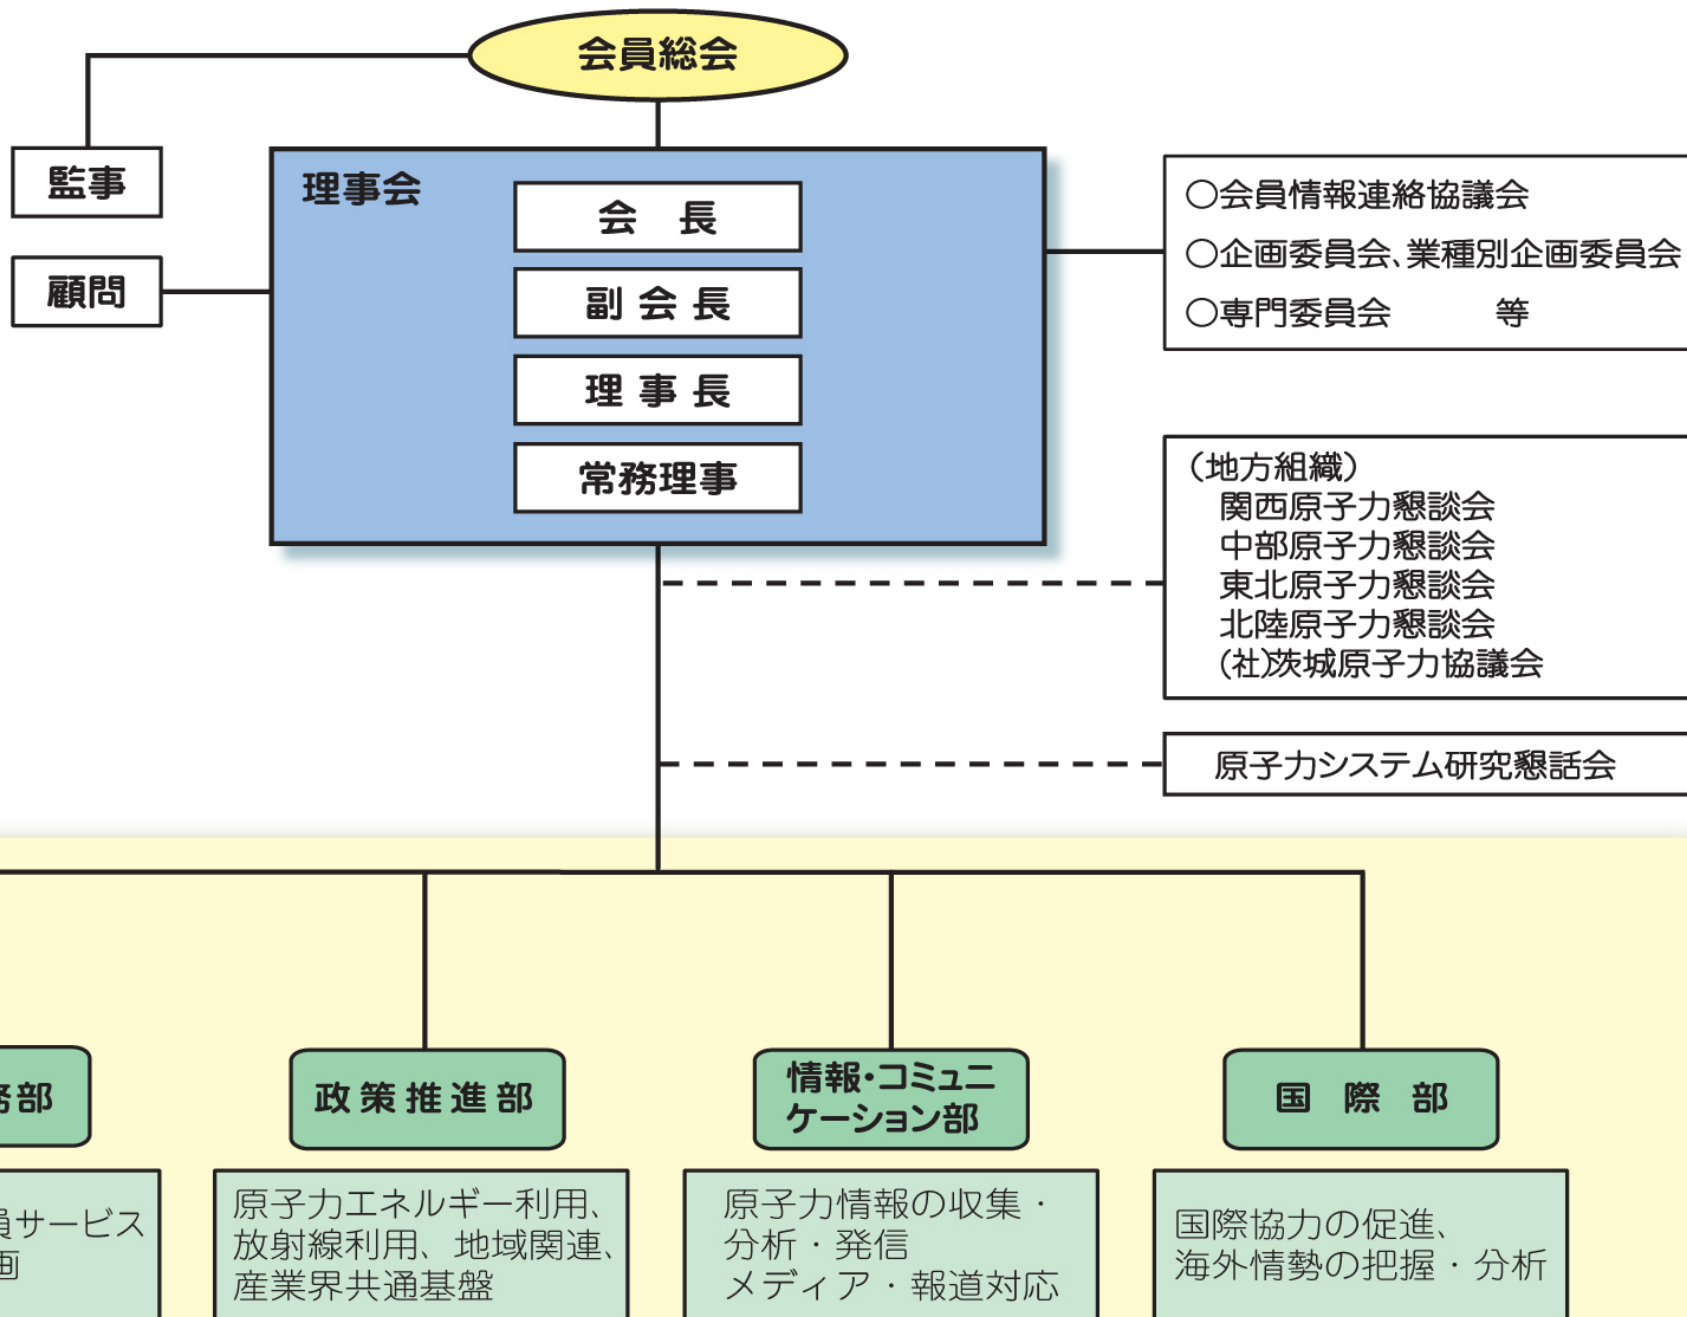 会員総会
監事
顧問
理事会
会 長
副 会 長
理 事 長
常務理事
○会員情報連絡協議会
○企画委員会、業種別企画委員会
○専門委員会 等
（地方組織）
関西原子力懇談会
中部原子力懇談会
東北原子力懇談会
北陸原子力懇談会
(社)茨城原子力協議会
原子力システム研究懇話会
務部
員サービス
画
政策推進部
原子力エネルギー利用、
放射線利用、地域関連、
産業界共通基盤
情報・コミュニ
ケーション部
原子力情報の収集・
分析・発信
メディア・報道対応
国 際 部
国際協力の促進、
海外情勢の把握・分析